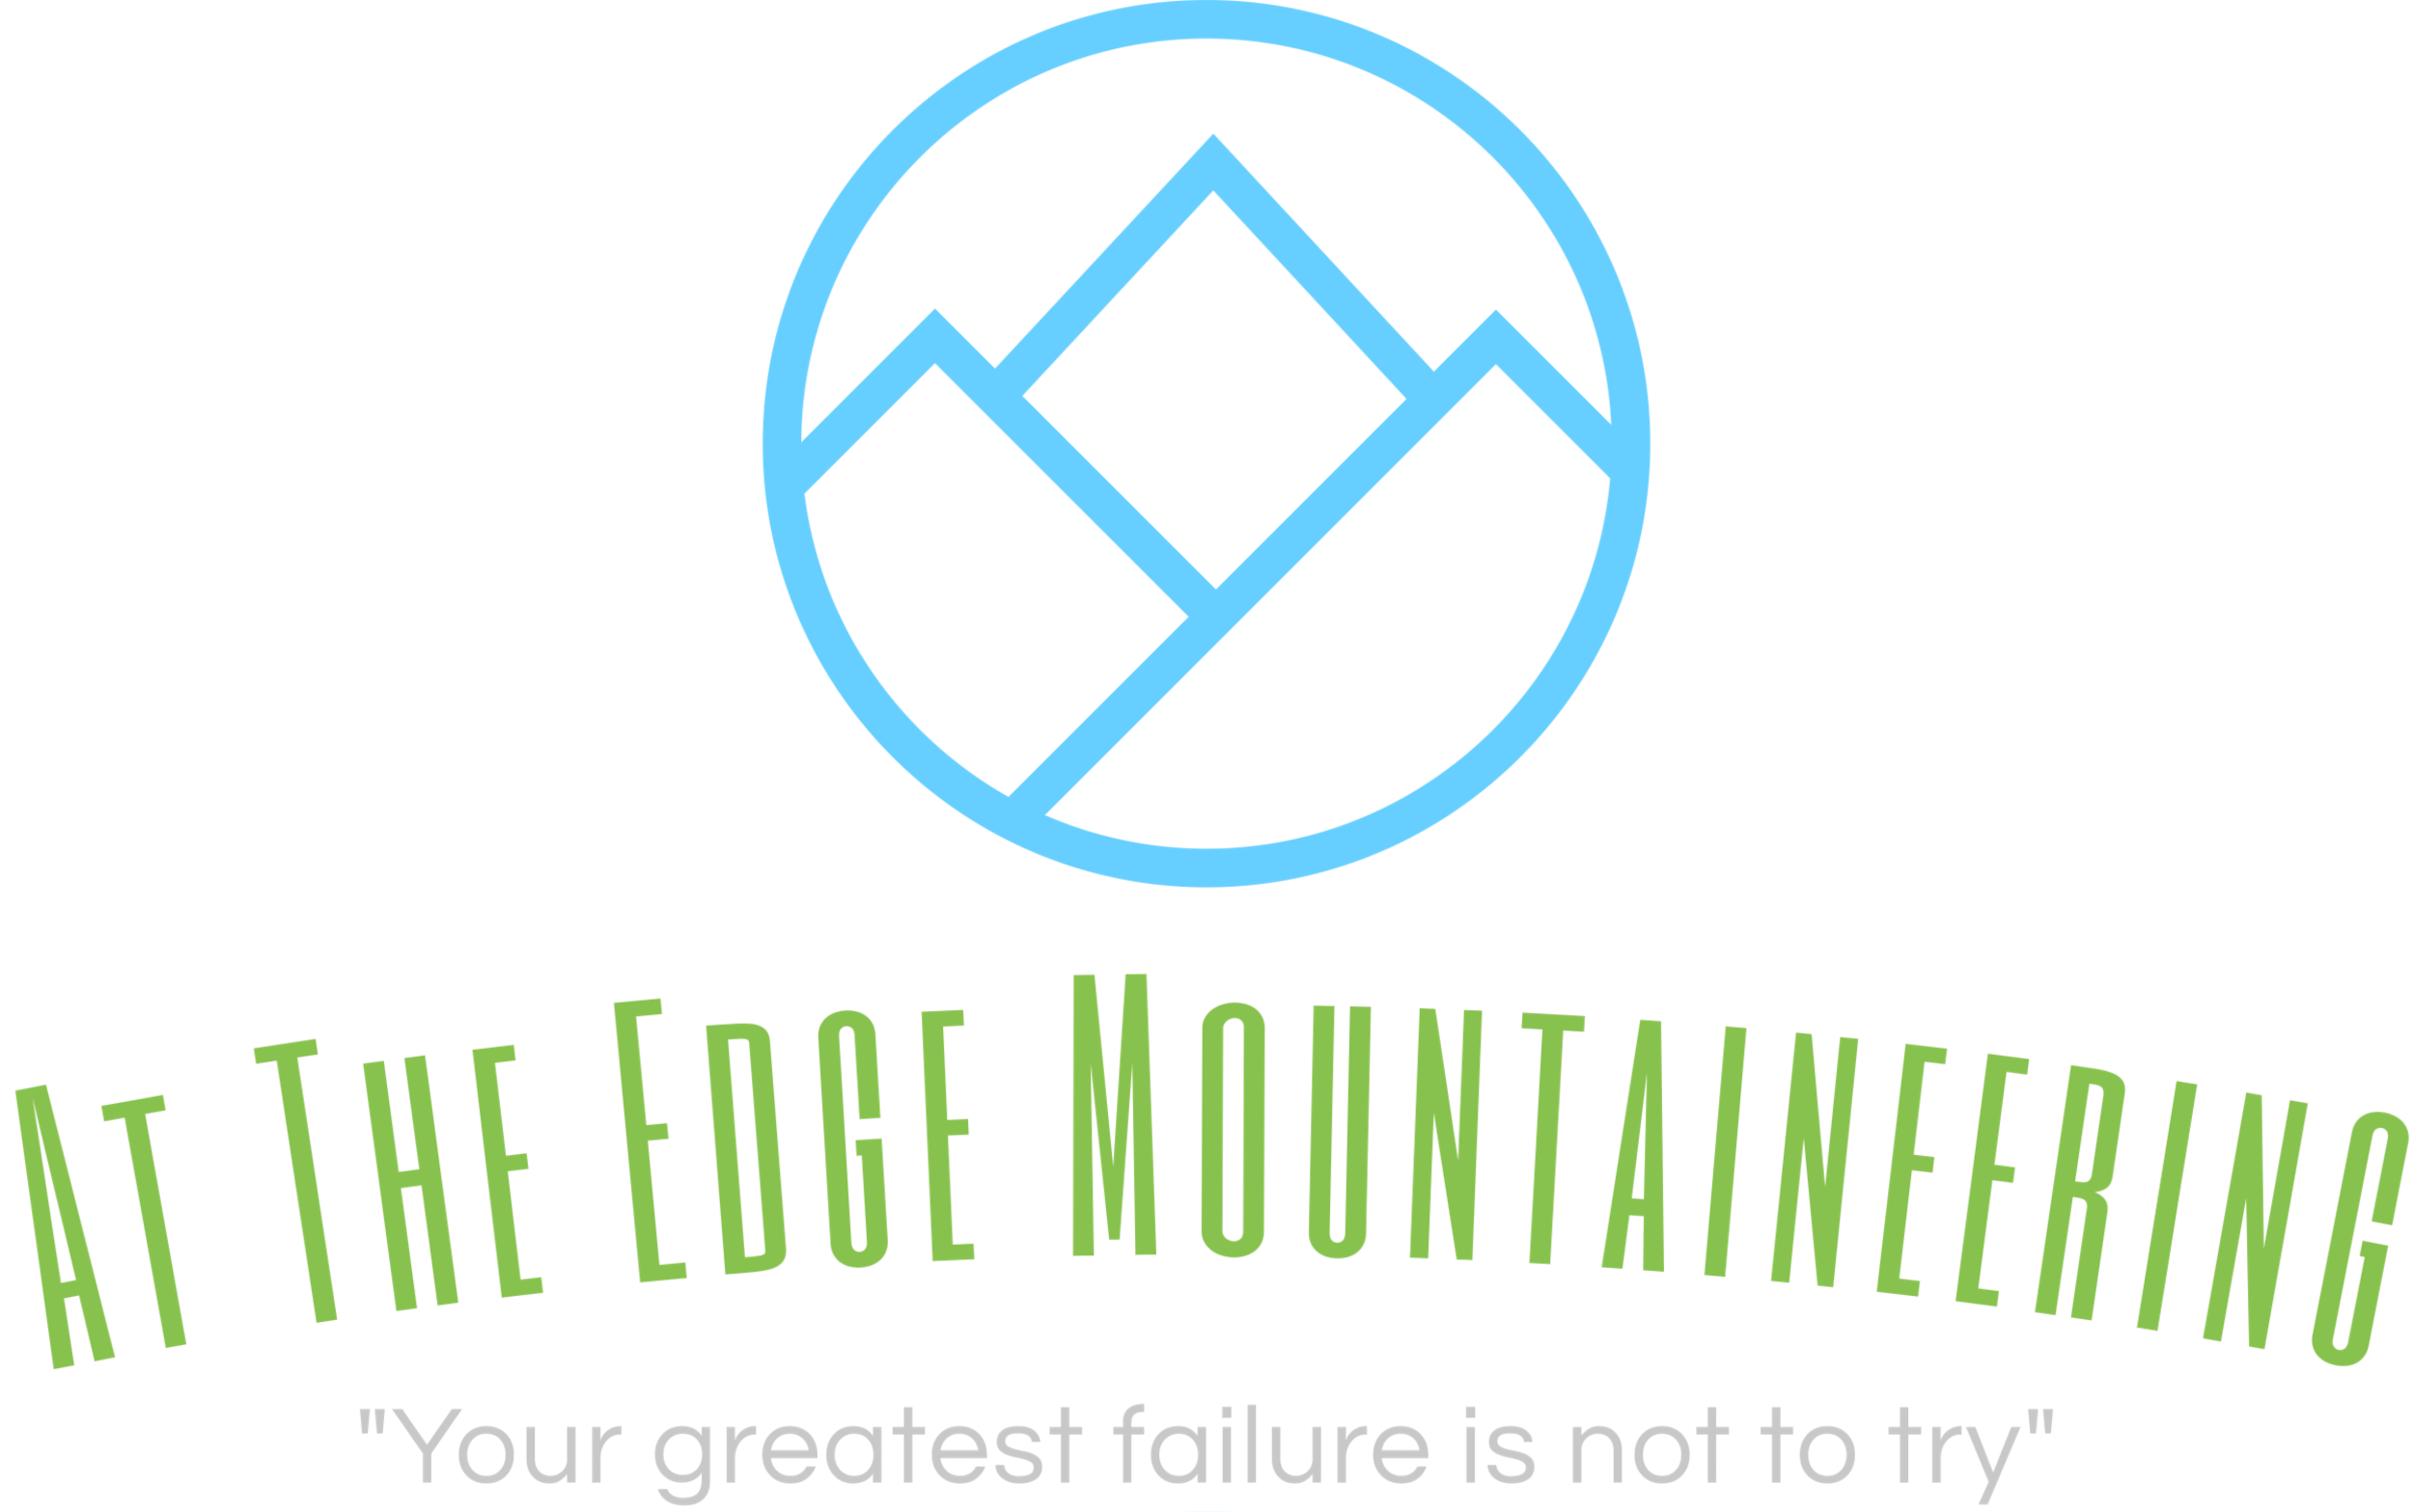 AT THE EDGE MOUNTAINEERING
"Your greatest failure is not to try"